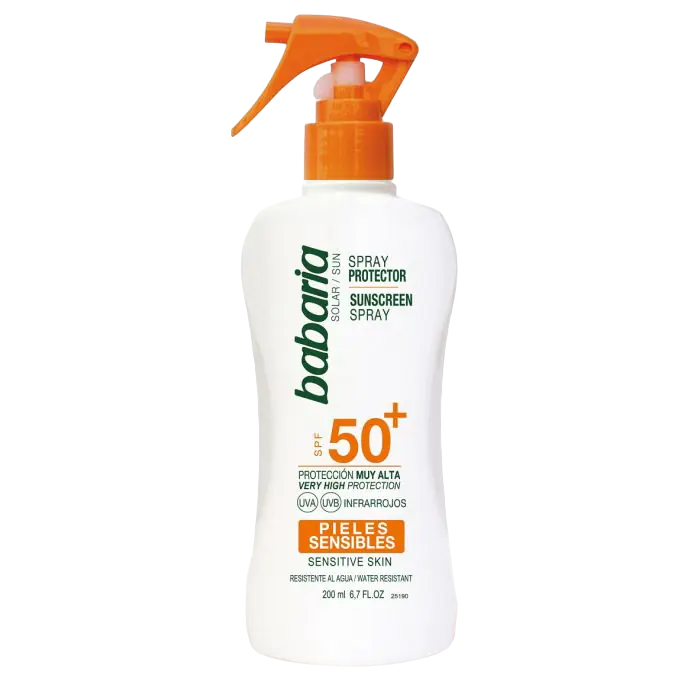 babaria
SOLAR / SUN
SPRAY
PROTECTOR
SUNSCREEN
SPRAY
SPF
50+
PROTECCIÓN MUY ALTA
VERY HIGH PROTECTION
UVA UVB INFRARROJOS
PIELES
SENSIBLES
SENSITIVE SKIN
RESISTENTE AL AGUA / WATER RESISTANT
200 ml 6,7 FL.OZ 25190